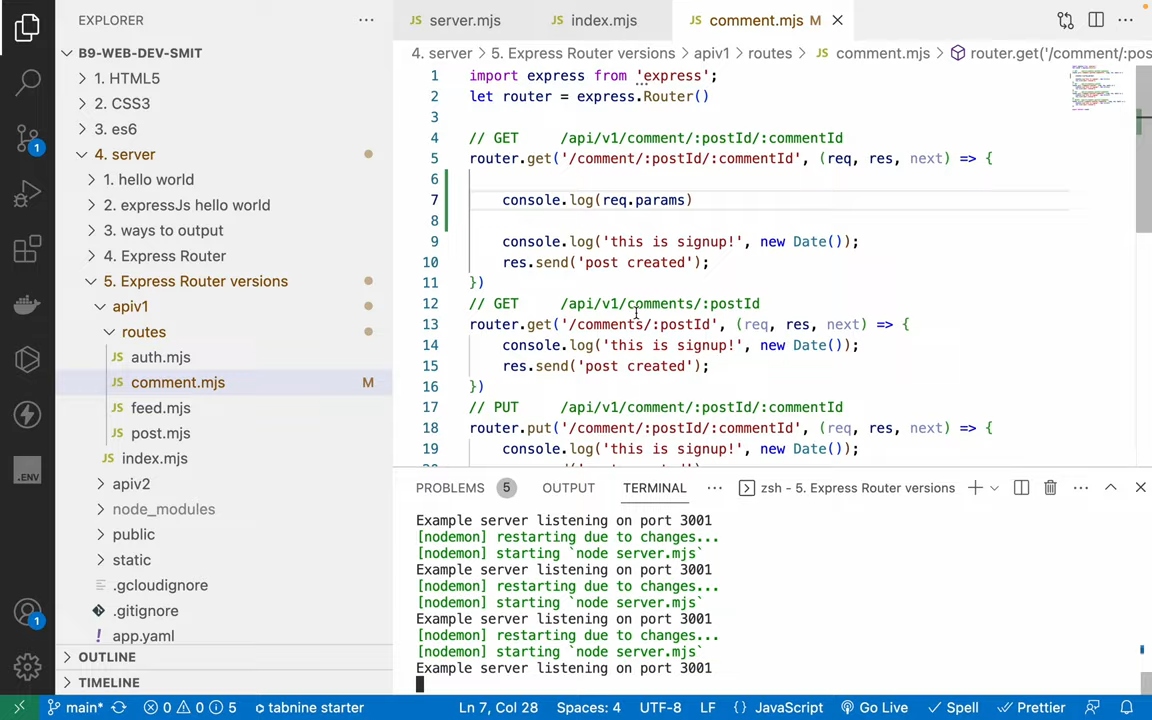 EXPLORER
B9-WEB-DEV-SMIT
1. HTML5
2. CSS3
3. es6
4. server
1. hello world
2. expressJs hello world
3. ways to output
4. Express Router
5. Express Router versions
apiv1
routes
JS auth.mjs
JS comment.mjs M
JS feed.mjs
JS post.mjs
JS index.mjs
apiv2
node_modules
public
static
.gcloudignore
.gitignore
! app.yaml
OUTLINE
TIMELINE
1
.ENV
1
JS server.mjs
JS index.mjs
JS comment.mjs M
4. server > 5. Express Router versions > apiv1 > routes > JS comment.mjs > router.get('/comment/:pos
1 import express from 'express';
2 let router = express.Router()
3
4 // GET /api/v1/comment/:postId/:commentId
5 router.get('/comment/:postId/:commentId', (req, res, next) => {
6
7 console.log(req.params)
8
9 console.log('this is signup!', new Date());
10 res.send('post created');
11 })
12 // GET /api/v1/comments/:postId
13 router.get('/comments/:postId', (req, res, next) => {
14 console.log('this is signup!', new Date());
15 res.send('post created');
16 })
17 // PUT /api/v1/comment/:postId/:commentId
18 router.put('/comment/:postId/:commentId', (req, res, next) => {
19 console.log('this is signup!', new Date());
PROBLEMS 5 OUTPUT TERMINAL zsh - 5. Express Router versions
Example server listening on port 3001
[nodemon] restarting due to changes...
[nodemon] starting `node server.mjs`
Example server listening on port 3001
[nodemon] restarting due to changes...
[nodemon] starting `node server.mjs`
Example server listening on port 3001
[nodemon] restarting due to changes...
[nodemon] starting `node server.mjs`
Example server listening on port 3001
main* 0 0 5 tabnine starter Ln 7, Col 28 Spaces: 4 UTF-8 LF {} JavaScript Go Live Spell Prettier